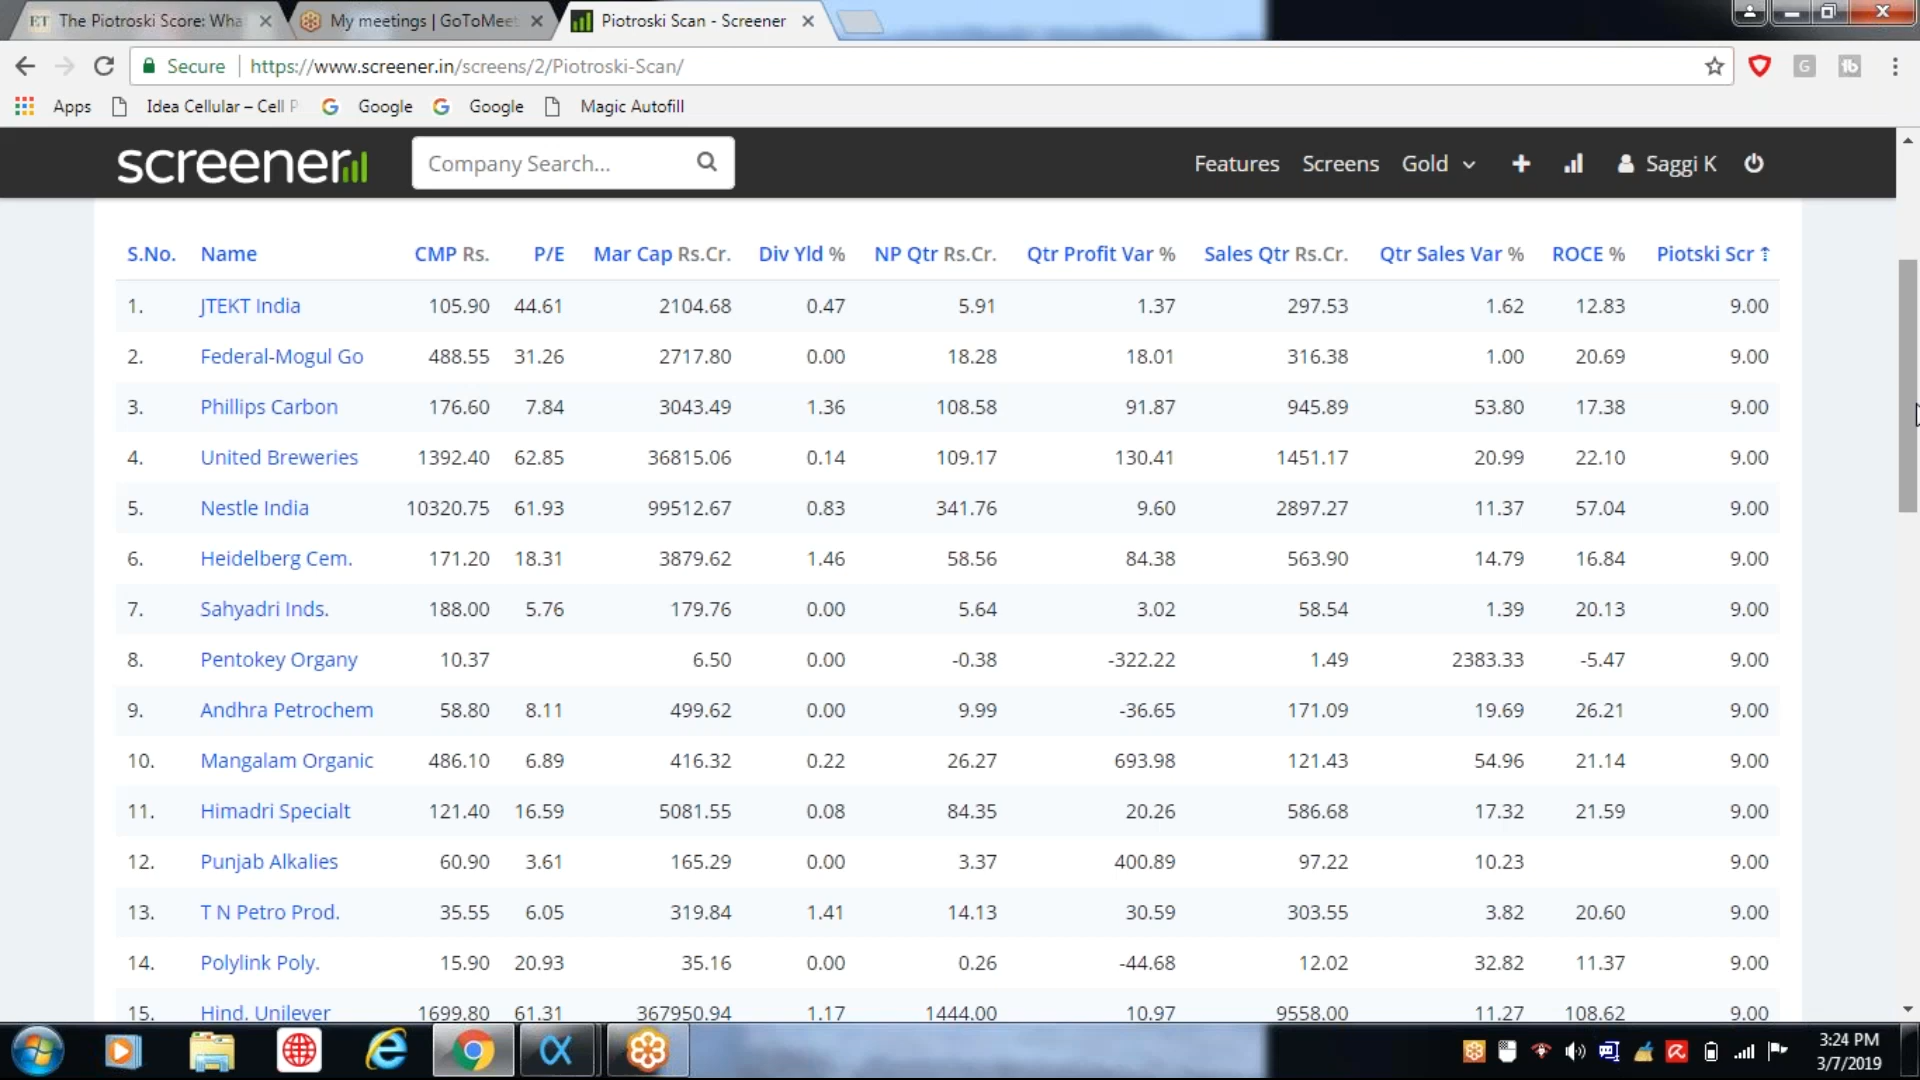 ET The Piotroski Score: Wha
My meetings | GoToMeet
Piotroski Scan - Screener
Secure https://www.screener.in/screens/2/Piotroski-Scan/
Apps Idea Cellular – Cell P Google Google Magic Autofill
screener Company Search... Features Screens Gold Saggi K
S.No. Name CMP Rs. P/E Mar Cap Rs.Cr. Div Yld % NP Qtr Rs.Cr. Qtr Profit Var % Sales Qtr Rs.Cr. Qtr Sales Var % ROCE % Piotski Scr ⇡
1. JTEKT India 105.90 44.61 2104.68 0.47 5.91 1.37 297.53 1.62 12.83 9.00
2. Federal-Mogul Go 488.55 31.26 2717.80 0.00 18.28 18.01 316.38 1.00 20.69 9.00
3. Phillips Carbon 176.60 7.84 3043.49 1.36 108.58 91.87 945.89 53.80 17.38 9.00
4. United Breweries 1392.40 62.85 36815.06 0.14 109.17 130.41 1451.17 20.99 22.10 9.00
5. Nestle India 10320.75 61.93 99512.67 0.83 341.76 9.60 2897.27 11.37 57.04 9.00
6. Heidelberg Cem. 171.20 18.31 3879.62 1.46 58.56 84.38 563.90 14.79 16.84 9.00
7. Sahyadri Inds. 188.00 5.76 179.76 0.00 5.64 3.02 58.54 1.39 20.13 9.00
8. Pentokey Organy 10.37 6.50 0.00 -0.38 -322.22 1.49 2383.33 -5.47 9.00
9. Andhra Petrochem 58.80 8.11 499.62 0.00 9.99 -36.65 171.09 19.69 26.21 9.00
10. Mangalam Organic 486.10 6.89 416.32 0.22 26.27 693.98 121.43 54.96 21.14 9.00
11. Himadri Specialt 121.40 16.59 5081.55 0.08 84.35 20.26 586.68 17.32 21.59 9.00
12. Punjab Alkalies 60.90 3.61 165.29 0.00 3.37 400.89 97.22 10.23 9.00
13. T N Petro Prod. 35.55 6.05 319.84 1.41 14.13 30.59 303.55 3.82 20.60 9.00
14. Polylink Poly. 15.90 20.93 35.16 0.00 0.26 -44.68 12.02 32.82 11.37 9.00
15. Hind. Unilever 1699.80 61.31 367950.94 1.17 1444.00 10.97 9558.00 11.27 108.62 9.00
3:24 PM
3/7/2019